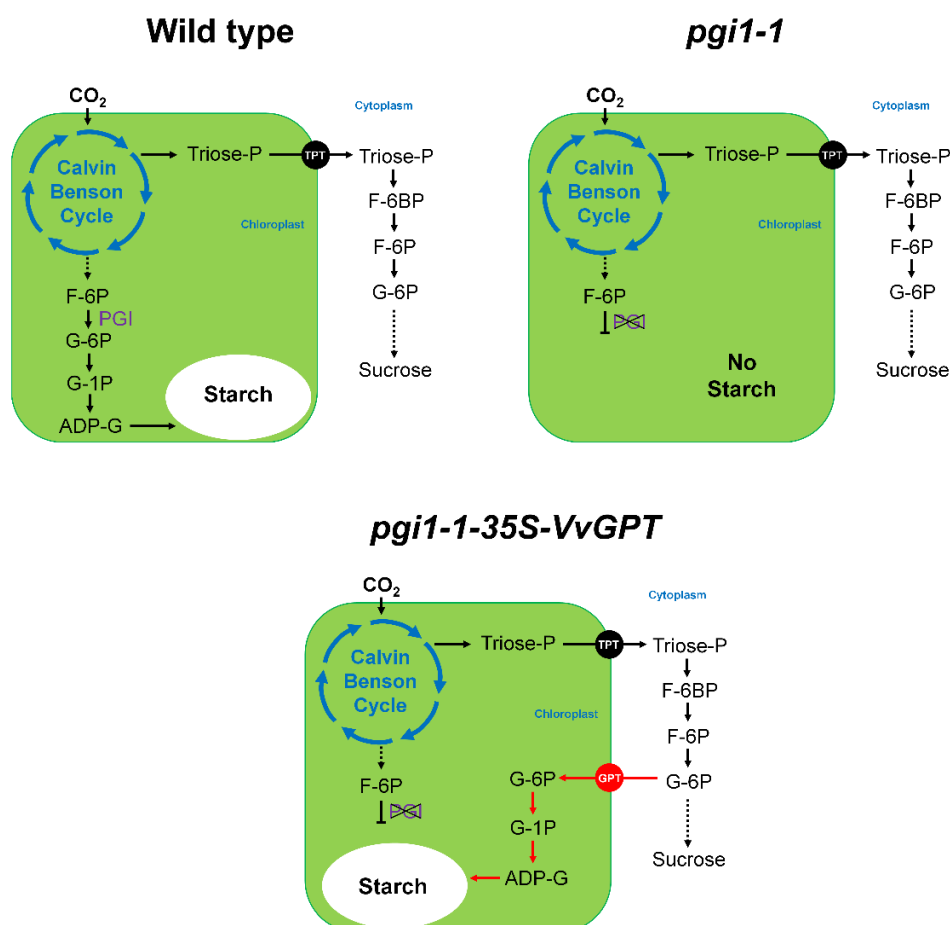 Wild type
CO2
Cytoplasm
Calvin
Benson
Cycle
Triose-P
TPT
Triose-P
F-6BP
Chloroplast
F-6P
F-6P
PGI
G-6P
G-6P
G-1P
ADP-G
Starch
Sucrose
pgi1-1
CO2
Cytoplasm
Calvin
Benson
Cycle
Triose-P
TPT
Triose-P
F-6BP
Chloroplast
F-6P
F-6P
PGI
G-6P
No
Starch
Sucrose
pgi1-1-35S-VvGPT
CO2
Cytoplasm
Calvin
Benson
Cycle
Triose-P
TPT
Triose-P
F-6BP
Chloroplast
F-6P
F-6P
PGI
G-6P
GPT
G-6P
G-1P
ADP-G
Starch
Sucrose